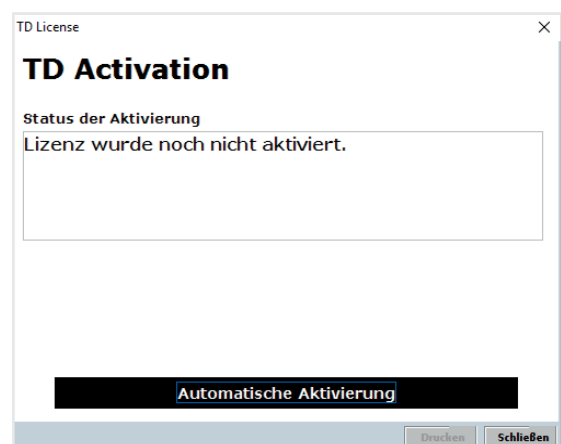 TD License
TD Activation
Status der Aktivierung
Lizenz wurde noch nicht aktiviert.
Automatische Aktivierung
Drucken Schließen